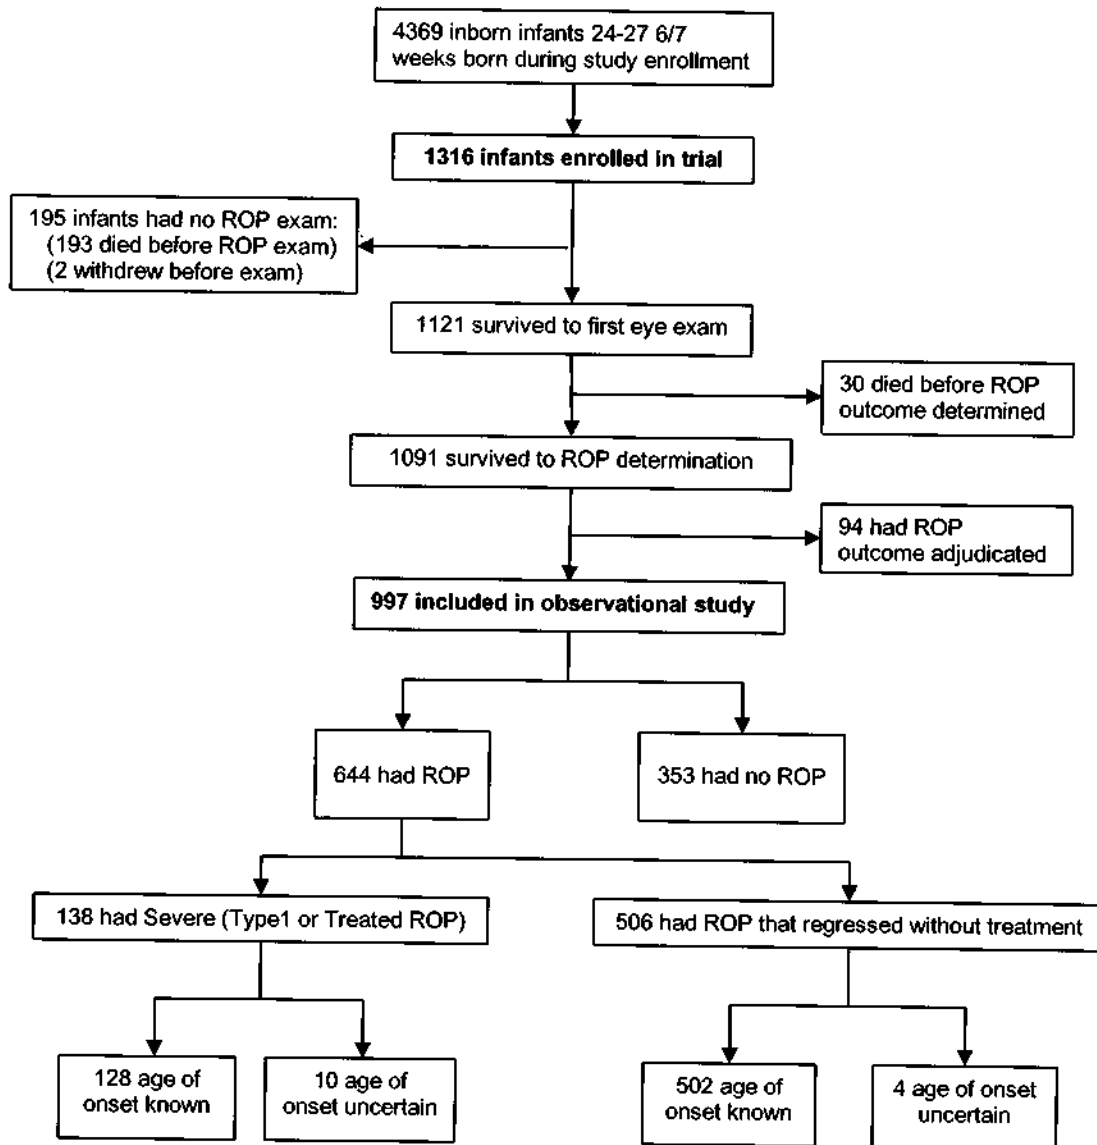 4369 inborn infants 24-27 6/7
weeks born during study enrollment
1316 infants enrolled in trial
195 infants had no ROP exam:
(193 died before ROP exam)
(2 withdrew before exam)
1121 survived to first eye exam
30 died before ROP
outcome determined
1091 survived to ROP determination
94 had ROP
outcome adjudicated
997 included in observational study
644 had ROP
353 had no ROP
138 had Severe (Type1 or Treated ROP)
506 had ROP that regressed without treatment
128 age of
onset known
10 age of
onset uncertain
502 age of
onset known
4 age of onset
uncertain